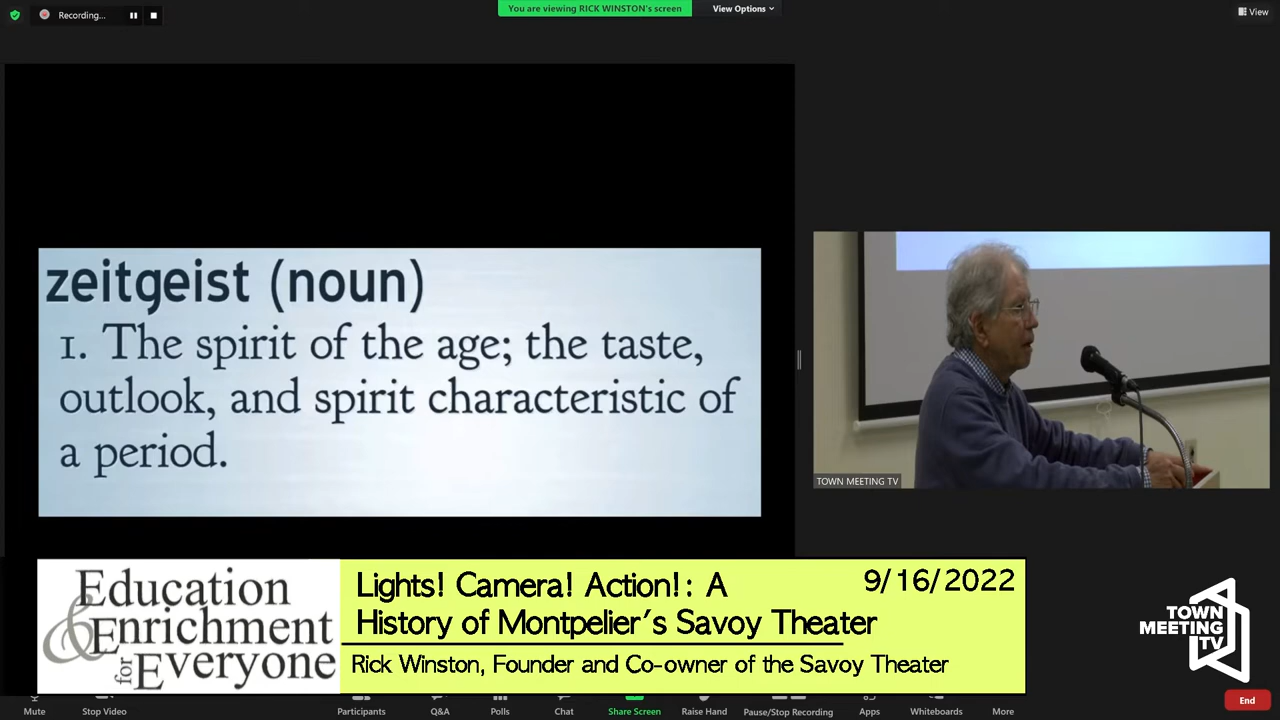 Recording...
You are viewing RICK WINSTON's screen
View Options
View
zeitgeist (noun)
1. The spirit of the age; the taste,
outlook, and spirit characteristic of
a period.
TOWN MEETING TV
Education
& Enrichment
for Everyone
Lights! Camera! Action!: A
History of Montpelier's Savoy Theater
9/16/2022
Rick Winston, Founder and Co-owner of the Savoy Theater
TOWN
MEETING
TV
Mute
Stop Video
Participants
Q&A
Polls
Chat
Share Screen
Raise Hand
Pause/Stop Recording
Apps
Whiteboards
More
End